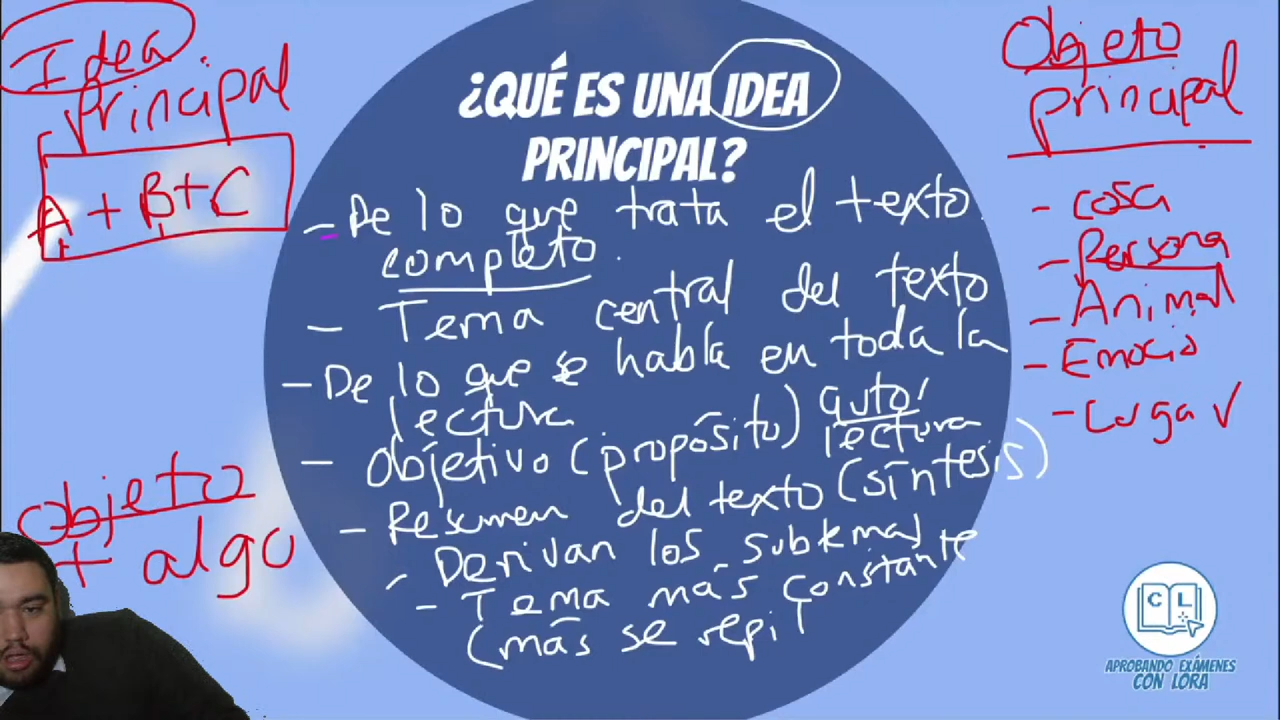 Idea
principal
A + B + C
Objeto
+ algo
¿QUÉ ES UNA IDEA
PRINCIPAL?
- De lo que trata el texto
completo.
- Tema central del texto
- De lo que se habla en toda la
lectura
- Objetivo (propósito) autor
lectura
- Resumen del texto (síntesis)
- Derivan los subtemas
- Tema más constante
(más se repit
Objeto
principal
- cosa
- Persona
- Animal
- Emoció
- Lugar
CL
APROBANDO EXÁMENES
CON LORA